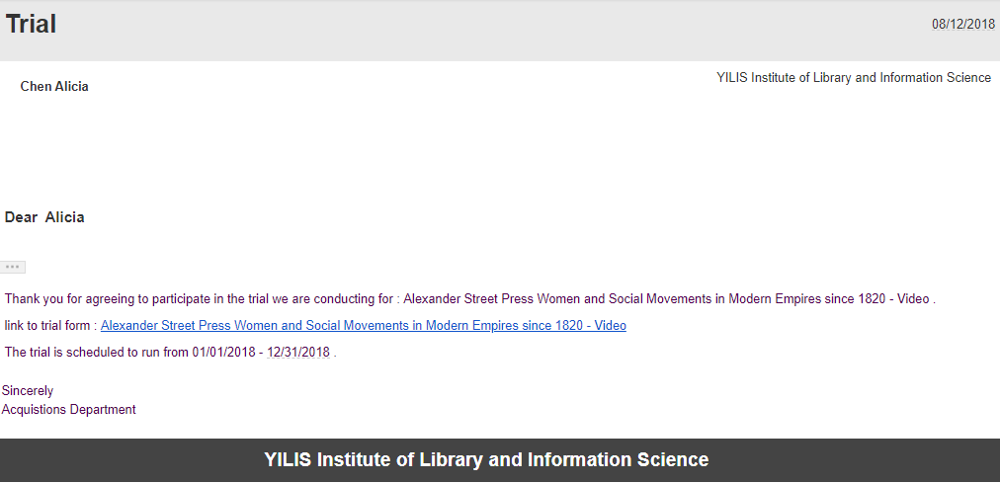 Trial
08/12/2018
YILIS Institute of Library and Information Science
Chen Alicia
Dear Alicia
Thank you for agreeing to participate in the trial we are conducting for : Alexander Street Press Women and Social Movements in Modern Empires since 1820 - Video .
link to trial form : Alexander Street Press Women and Social Movements in Modern Empires since 1820 - Video
The trial is scheduled to run from 01/01/2018 - 12/31/2018 .
Sincerely
Acquistions Department
YILIS Institute of Library and Information Science